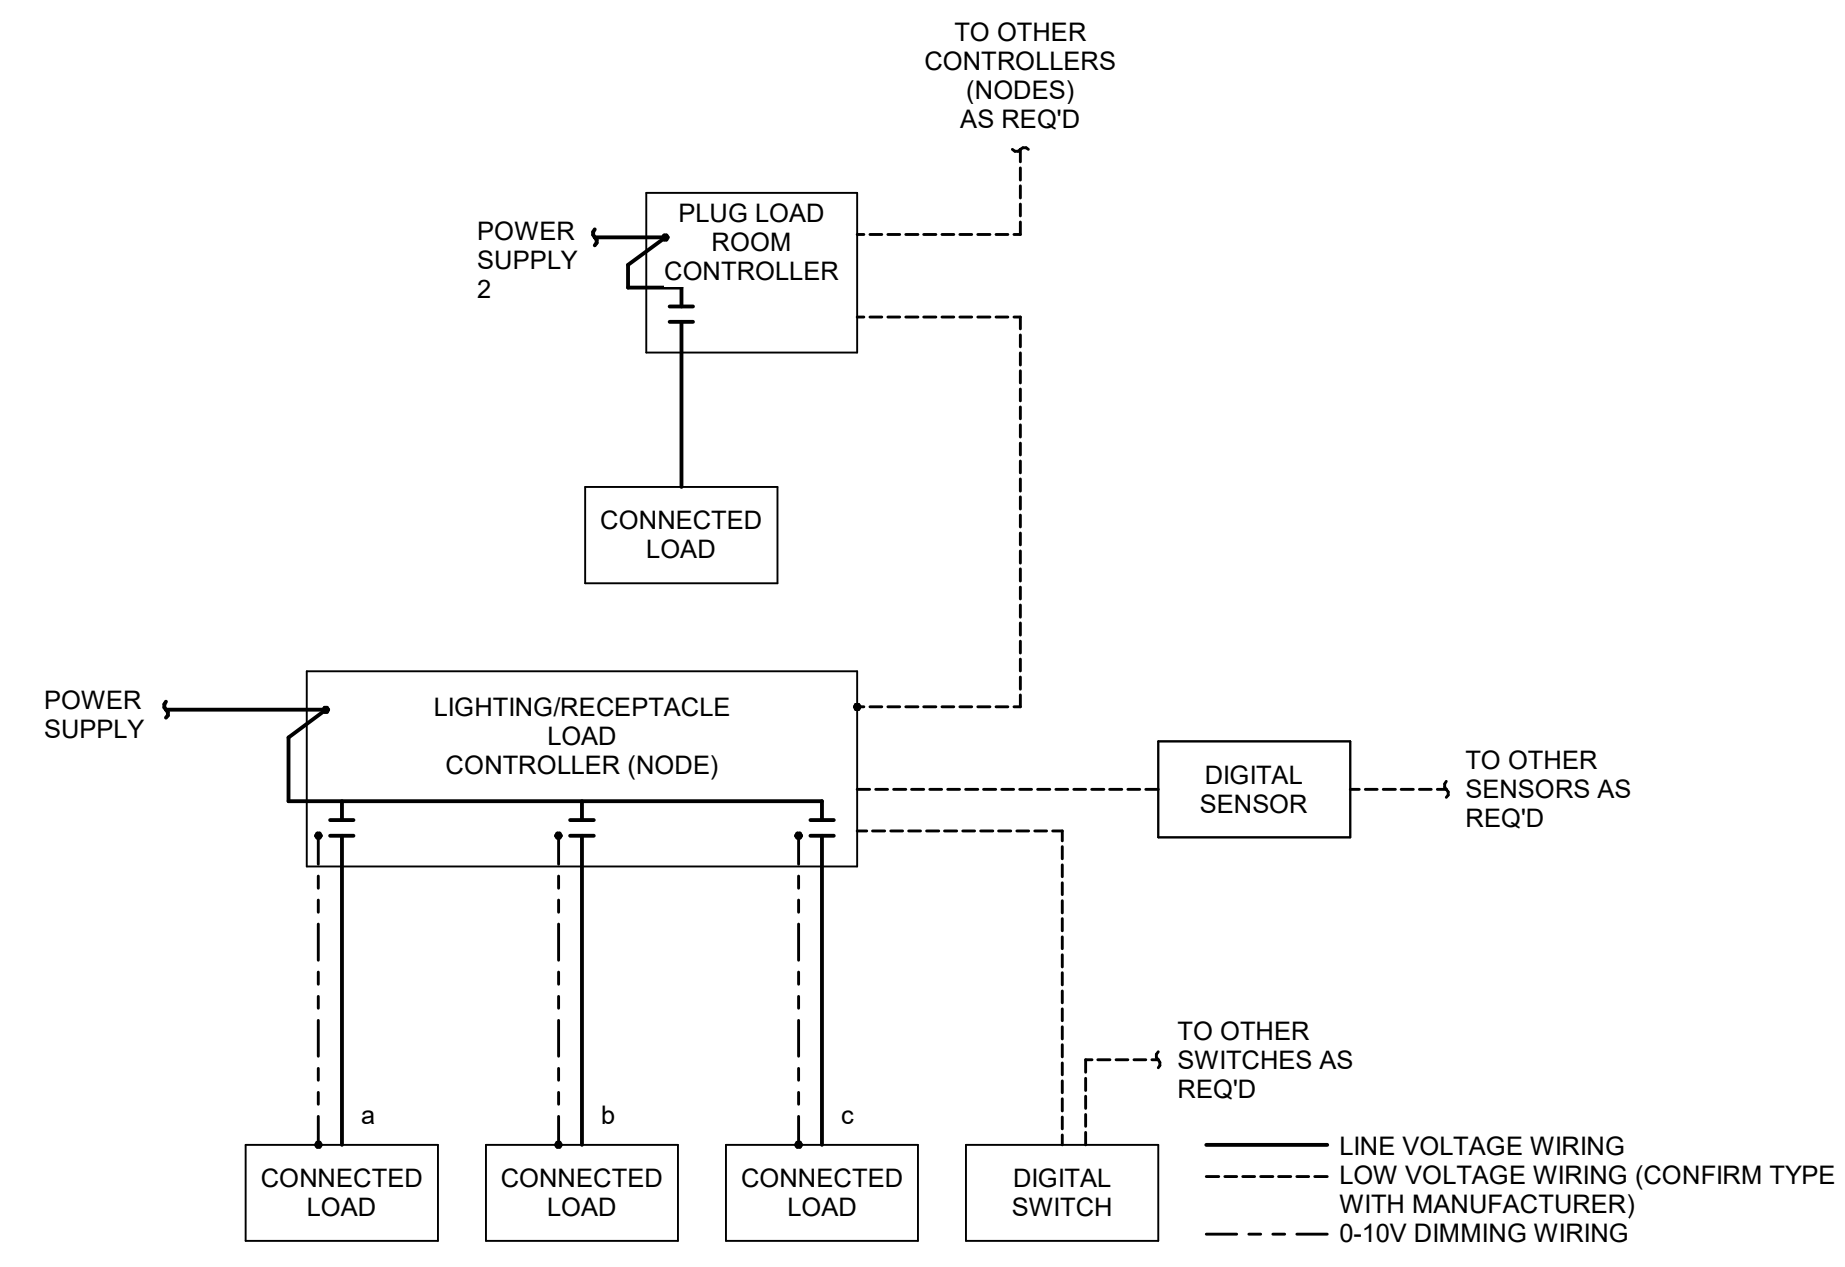 TO OTHER
CONTROLLERS
(NODES)
AS REQ'D
PLUG LOAD
ROOM
CONTROLLER
POWER
SUPPLY
2
CONNECTED
LOAD
POWER
SUPPLY
LIGHTING/RECEPTACLE
LOAD
CONTROLLER (NODE)
DIGITAL
SENSOR
TO OTHER
SENSORS AS
REQ'D
TO OTHER
SWITCHES AS
REQ'D
a
b
c
CONNECTED
LOAD
CONNECTED
LOAD
CONNECTED
LOAD
DIGITAL
SWITCH
LINE VOLTAGE WIRING
LOW VOLTAGE WIRING (CONFIRM TYPE
WITH MANUFACTURER)
0-10V DIMMING WIRING